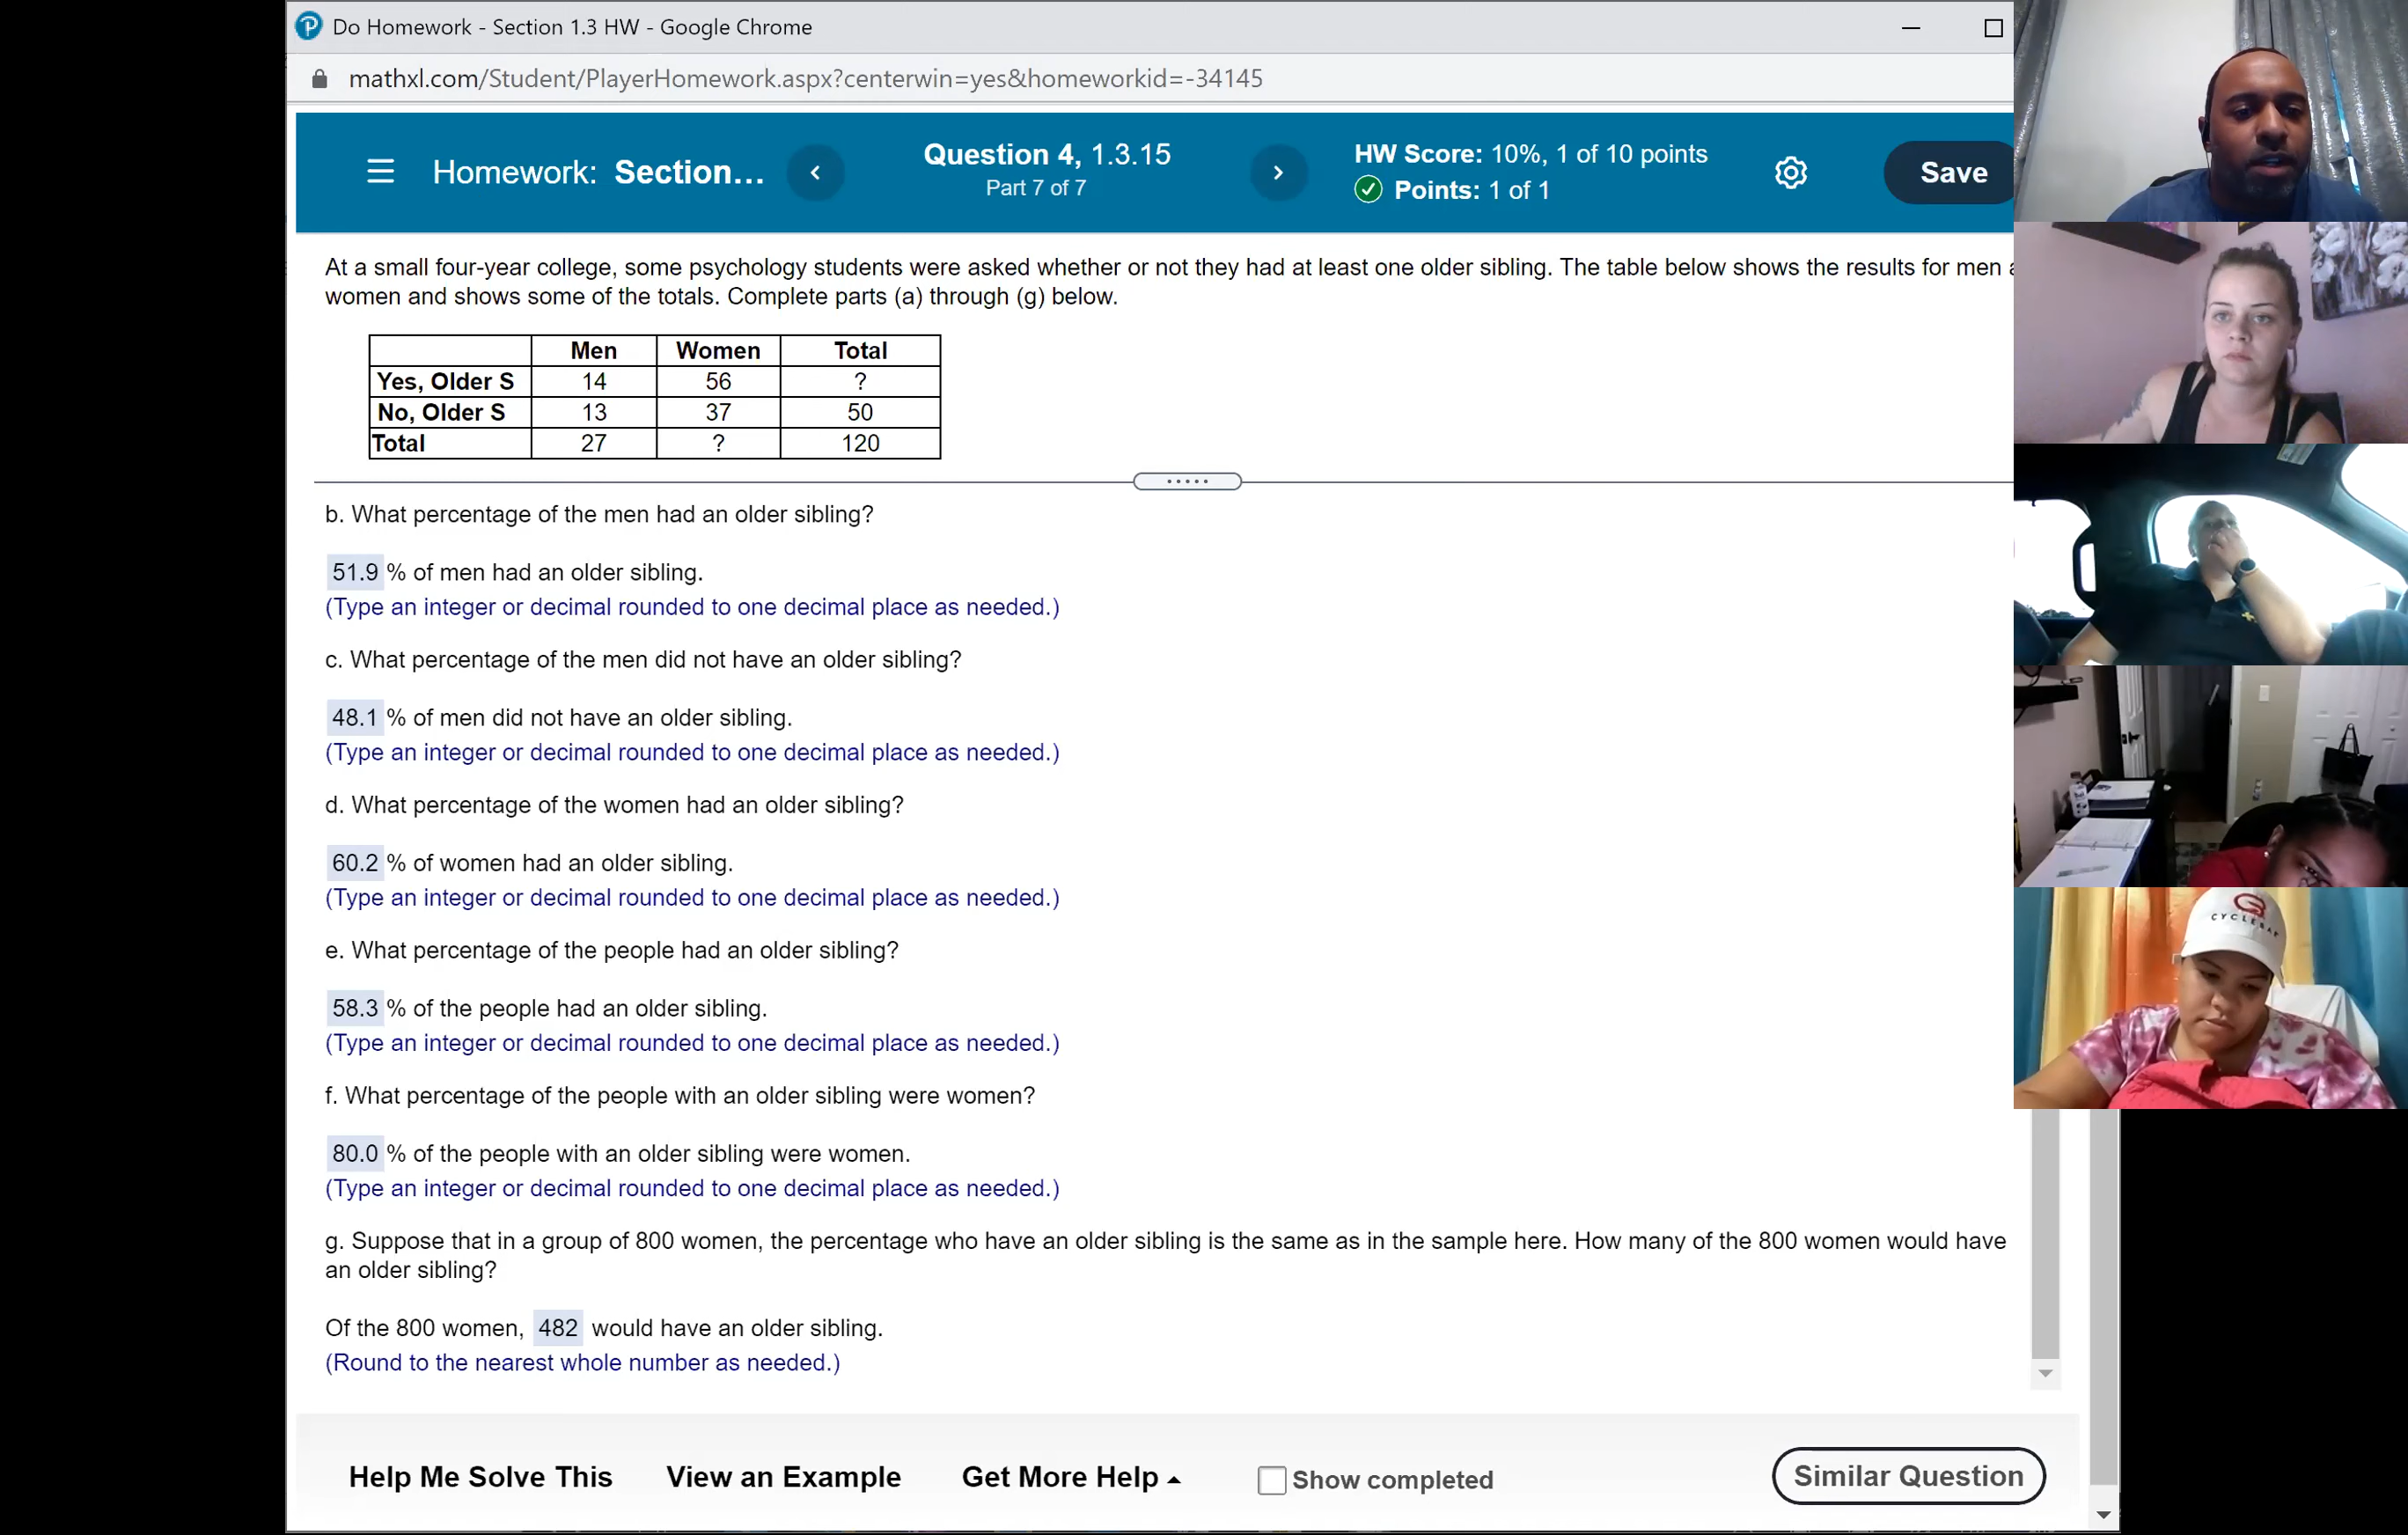 Do Homework - Section 1.3 HW - Google Chrome
mathxl.com/Student/PlayerHomework.aspx?centerwin=yes&homeworkid=-34145
Homework: Section...
Question 4, 1.3.15
Part 7 of 7
HW Score: 10%, 1 of 10 points
Points: 1 of 1
Save
At a small four-year college, some psychology students were asked whether or not they had at least one older sibling. The table below shows the results for men
women and shows some of the totals. Complete parts (a) through (g) below.
Men Women Total
Yes, Older S 14 56 ?
No, Older S 13 37 50
Total 27 ? 120
b. What percentage of the men had an older sibling?
51.9 % of men had an older sibling.
(Type an integer or decimal rounded to one decimal place as needed.)
c. What percentage of the men did not have an older sibling?
48.1 % of men did not have an older sibling.
(Type an integer or decimal rounded to one decimal place as needed.)
d. What percentage of the women had an older sibling?
60.2 % of women had an older sibling.
(Type an integer or decimal rounded to one decimal place as needed.)
e. What percentage of the people had an older sibling?
58.3 % of the people had an older sibling.
(Type an integer or decimal rounded to one decimal place as needed.)
f. What percentage of the people with an older sibling were women?
80.0 % of the people with an older sibling were women.
(Type an integer or decimal rounded to one decimal place as needed.)
g. Suppose that in a group of 800 women, the percentage who have an older sibling is the same as in the sample here. How many of the 800 women would have
an older sibling?
Of the 800 women, 482 would have an older sibling.
(Round to the nearest whole number as needed.)
Help Me Solve This
View an Example
Get More Help
Show completed
Similar Question